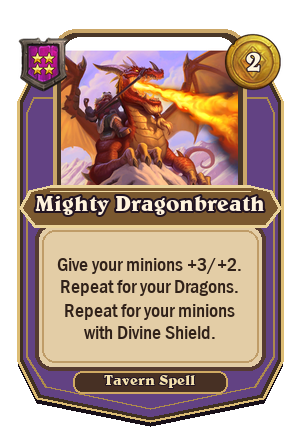 2
Mighty Dragonbreath
Give your minions +3/+2.
Repeat for your Dragons.
Repeat for your minions
with Divine Shield.
Tavern Spell